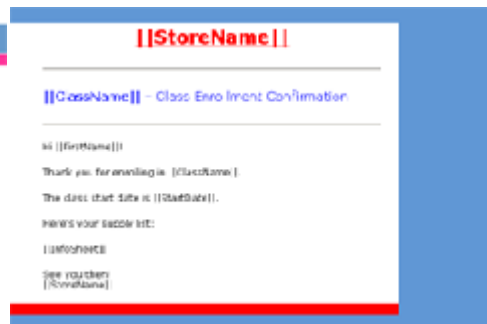 ||StoreName||
||ClassName|| – Class Enrollment Confirmation
Hi ||FirstName||!
Thank you for enrolling in ||ClassName||.
The class start date is ||StartDate||.
Here's your supply list:
||InfoSheet||
See you then!
||StoreName||